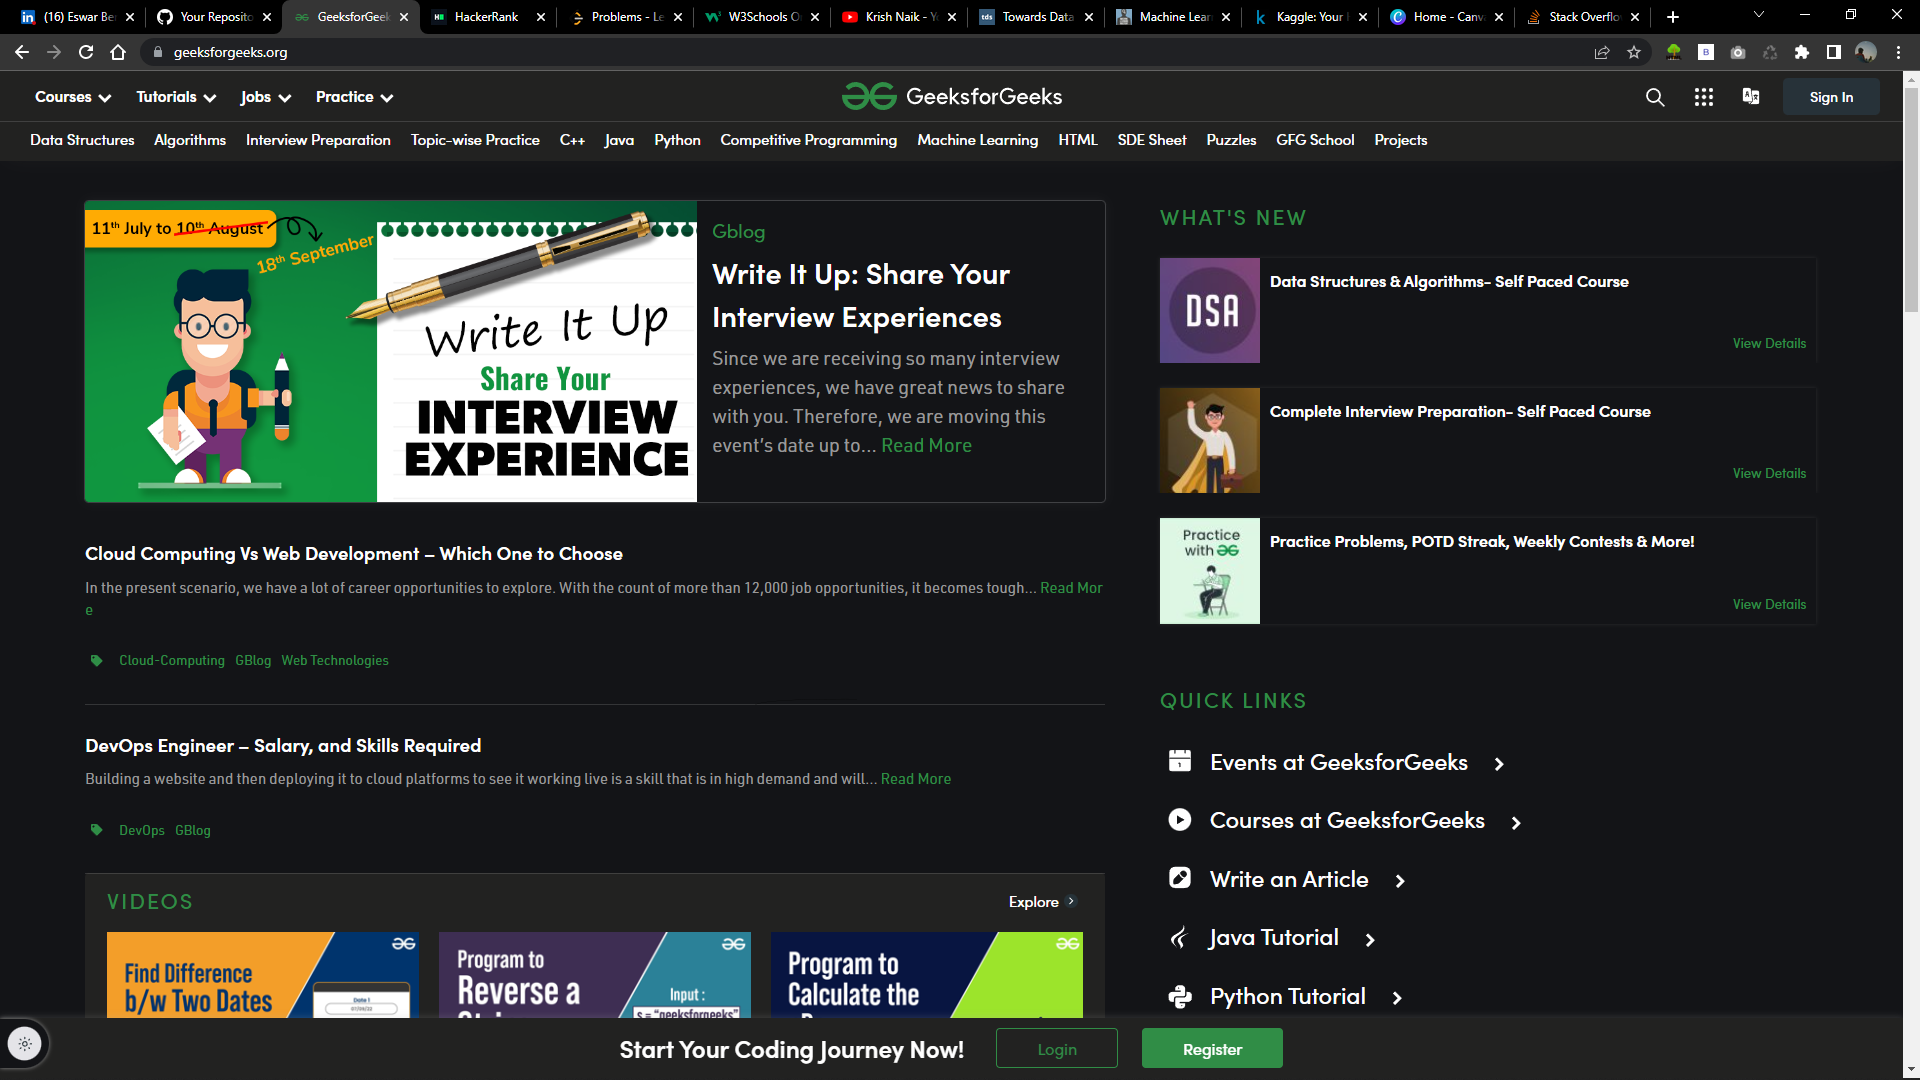 (16) Eswar Be
Your Reposito
GeeksforGeek
HackerRank
Problems - Le
W3Schools O
Krish Naik - Y
Towards Data
Machine Lear
Kaggle: Your
Home - Canv
Stack Overflo
geeksforgeeks.org
Courses
Tutorials
Jobs
Practice
GeeksforGeeks
Sign In
Data Structures
Algorithms
Interview Preparation
Topic-wise Practice
C++
Java
Python
Competitive Programming
Machine Learning
HTML
SDE Sheet
Puzzles
GFG School
Projects
11th July to 10th August
18th September
Write It Up
Share Your
INTERVIEW
EXPERIENCE
Gblog
Write It Up: Share Your
Interview Experiences
Since we are receiving so many interview
experiences, we have great news to share
with you. Therefore, we are moving this
event's date up to... Read More
Cloud Computing Vs Web Development – Which One to Choose
In the present scenario, we have a lot of career opportunities to explore. With the count of more than 12,000 job opportunities, it becomes tough... Read Mor
e
Cloud-Computing GBlog Web Technologies
DevOps Engineer – Salary, and Skills Required
Building a website and then deploying it to cloud platforms to see it working live is a skill that is in high demand and will... Read More
DevOps GBlog
VIDEOS
Explore
Find Difference
b/w Two Dates
Date 1
Program to
Reverse a
Input :
s = "geeksforgeeks"
Program to
Calculate the
WHAT'S NEW
DSA
Data Structures & Algorithms- Self Paced Course
View Details
Complete Interview Preparation- Self Paced Course
View Details
Practice
with
Practice Problems, POTD Streak, Weekly Contests & More!
View Details
QUICK LINKS
Events at GeeksforGeeks
Courses at GeeksforGeeks
Write an Article
Java Tutorial
Python Tutorial
Start Your Coding Journey Now!
Login
Register